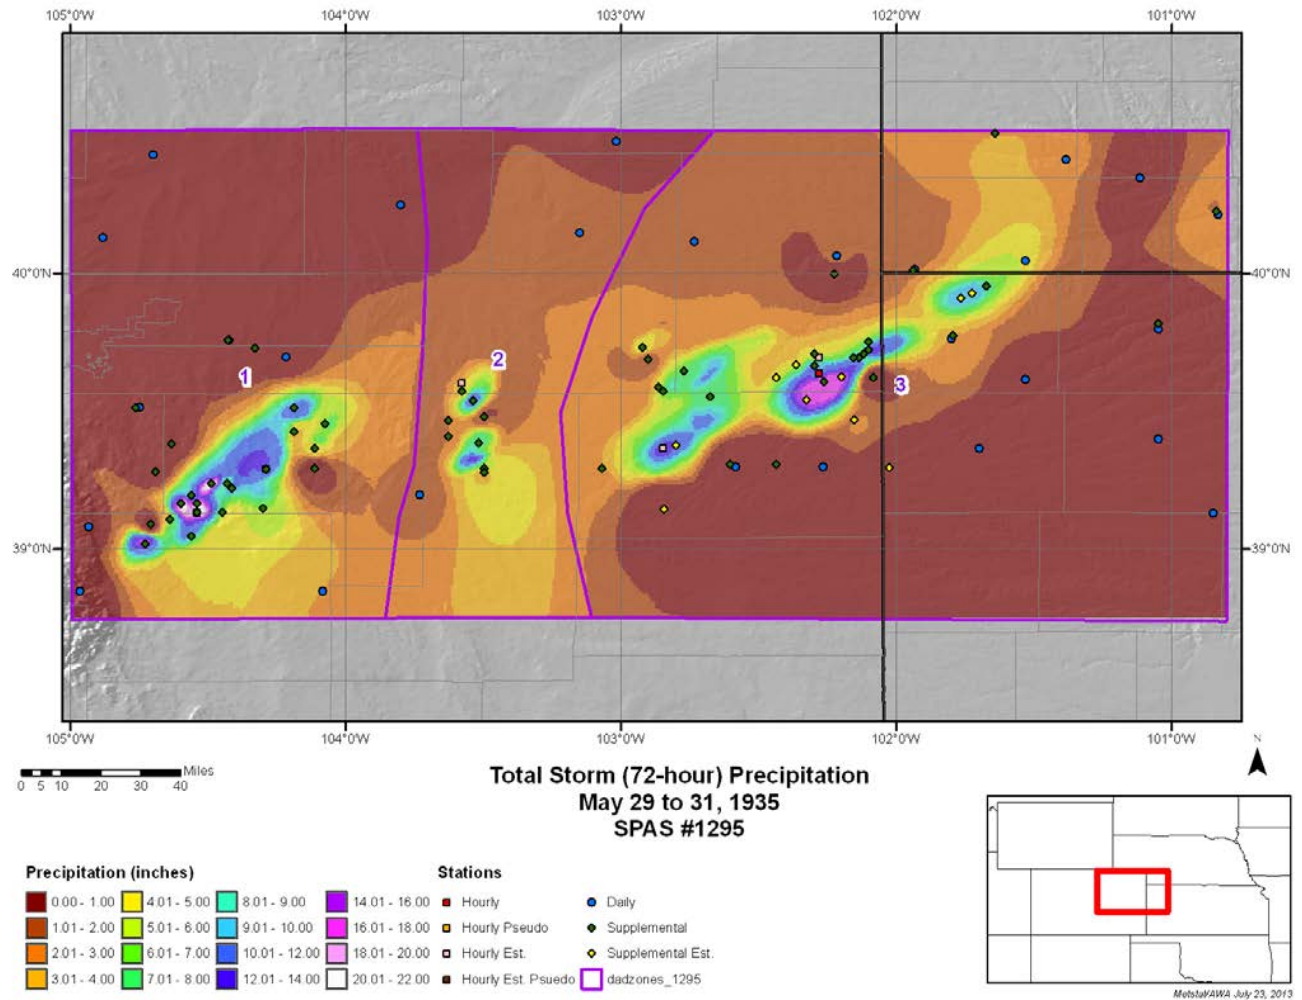 105°0'W 104°0'W 103°0'W 102°0'W 101°0'W
40°0'N 40°0'N
2
1
3
39°0'N 39°0'N
105°0'W 104°0'W 103°0'W 102°0'W 101°0'W
N
Miles
0 5 10 20 30 40
Total Storm (72-hour) Precipitation
May 29 to 31, 1935
SPAS #1295
Precipitation (inches) Stations
0.00 - 1.00 4.01 - 5.00 8.01 - 9.00 14.01 - 16.00 Hourly Daily
1.01 - 2.00 5.01 - 6.00 9.01 - 10.00 16.01 - 18.00 Hourly Pseudo Supplemental
2.01 - 3.00 6.01 - 7.00 10.01 - 12.00 18.01 - 20.00 Hourly Est. Supplemental Est.
3.01 - 4.00 7.01 - 8.00 12.01 - 14.00 20.01 - 22.00 Hourly Est. Psuedo dadzones_1295
Metstat/AWA July 23, 2013